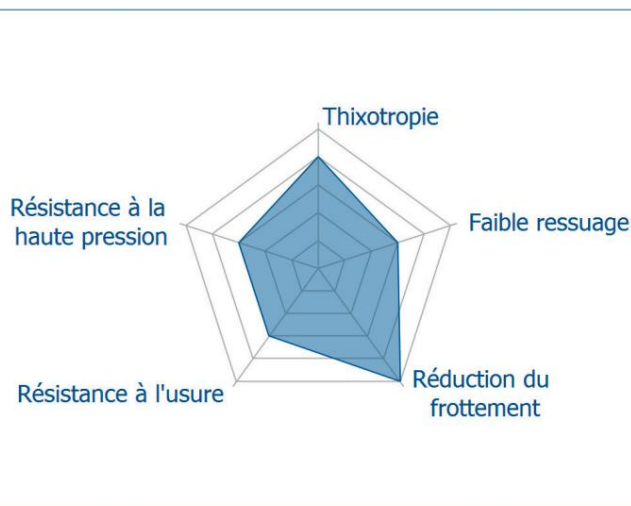 Thixotropie
Faible ressuage
Réduction du
frottement
Résistance à l'usure
Résistance à la
haute pression